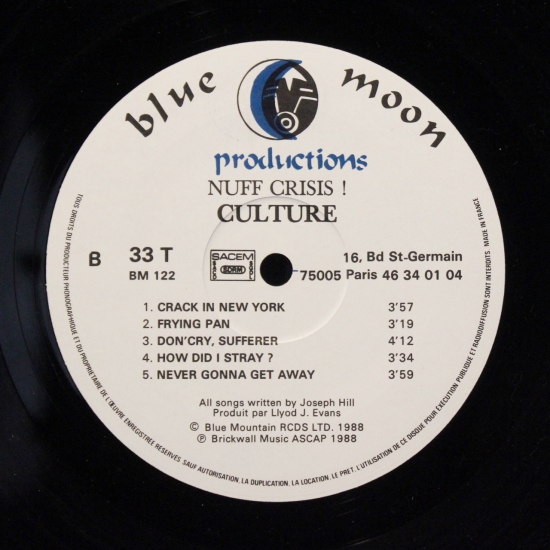 blue moon
productions
NUFF CRISIS !
CULTURE
B
33 T
BM 122
SACEM
SDRM
16, Bd St-Germain
75005 Paris 46 34 01 04
1. CRACK IN NEW YORK 3'57
2. FRYING PAN 3'19
3. DON'CRY, SUFFERER 4'12
4. HOW DID I STRAY ? 3'34
5. NEVER GONNA GET AWAY 3'59
All songs written by Joseph Hill
Produit par Llyod J. Evans
© Blue Mountain RCDS LTD. 1988
℗ Brickwall Music ASCAP 1988
TOUS DROITS DU PRODUCTEUR PHONOGRAPHIQUE ET DU PROPRIETAIRE DE L'ŒUVRE ENREGISTRÉE RESERVÉS. SAUF AUTORISATION, LA DUPLICATION, LA LOCATION, LE PRET, L'UTILISATION DE CE DISQUE POUR EXÉCUTION PUBLIQUE ET RADIODIFFUSION SONT INTERDITS. MADE IN FRANCE.